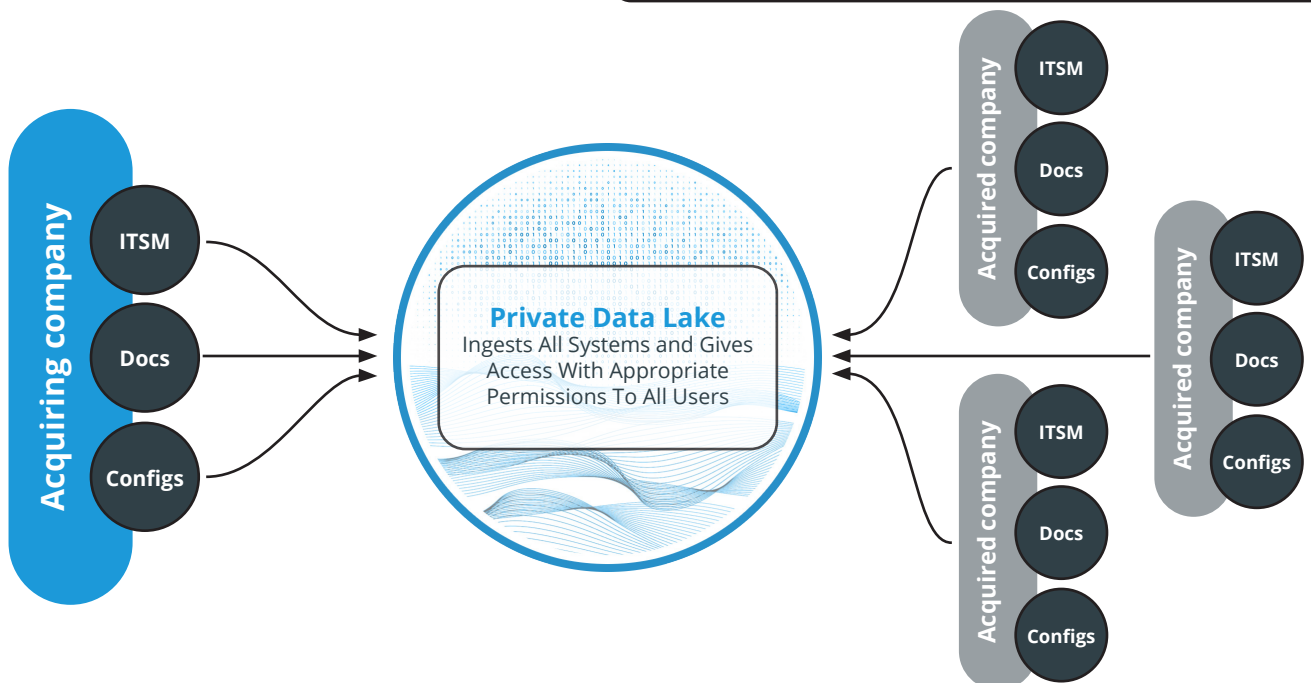 Acquiring company
ITSM
Docs
Configs
Private Data Lake
Ingests All Systems and Gives
Access With Appropriate
Permissions To All Users
Acquired company
ITSM
Docs
Configs
Acquired company
ITSM
Docs
Configs
Acquired company
ITSM
Docs
Configs